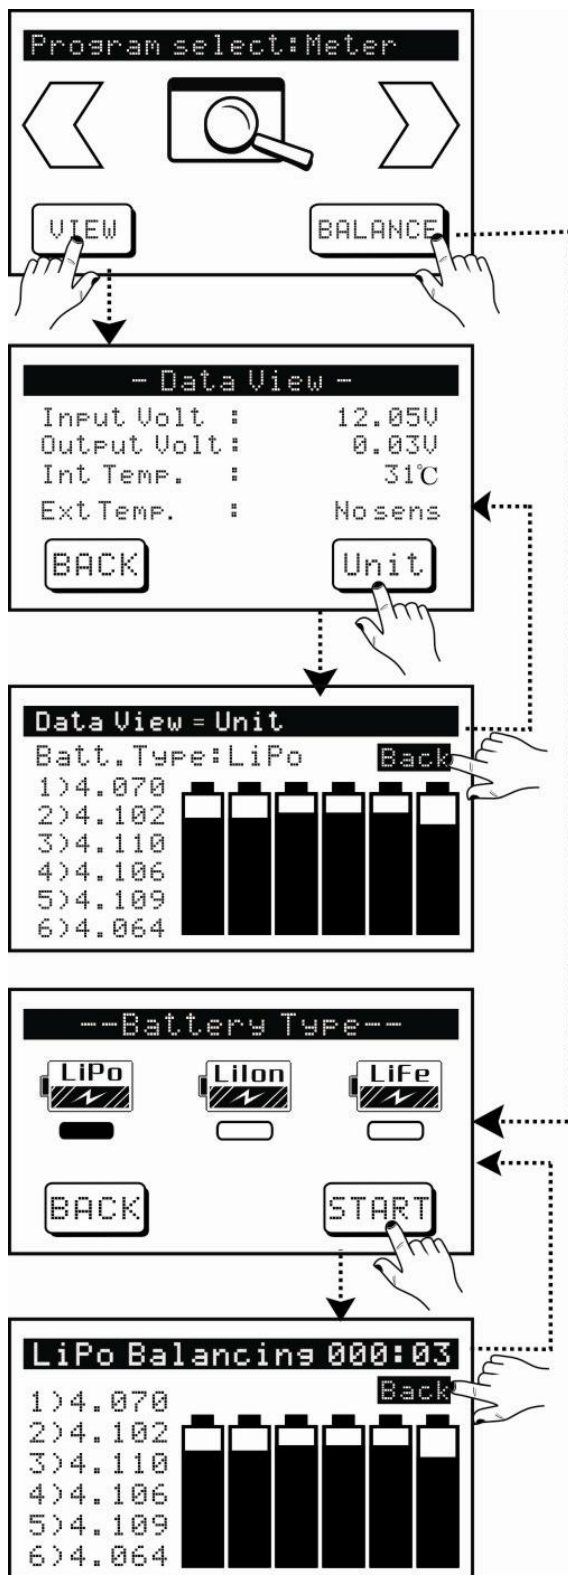 Program select:Meter
VIEW BALANCE
- Data View -
Input Volt : 12.05V
Output Volt: 0.03V
Int Temp. : 31℃
Ext Temp. : No sens
BACK Unit
Data View = Unit
Batt.Type:LiPo Back
1)4.070
2)4.102
3)4.110
4)4.106
5)4.109
6)4.064
--Battery Type--
LiPo LiIon LiFe
BACK START
LiPo Balancing 000:03
Back
1)4.070
2)4.102
3)4.110
4)4.106
5)4.109
6)4.064